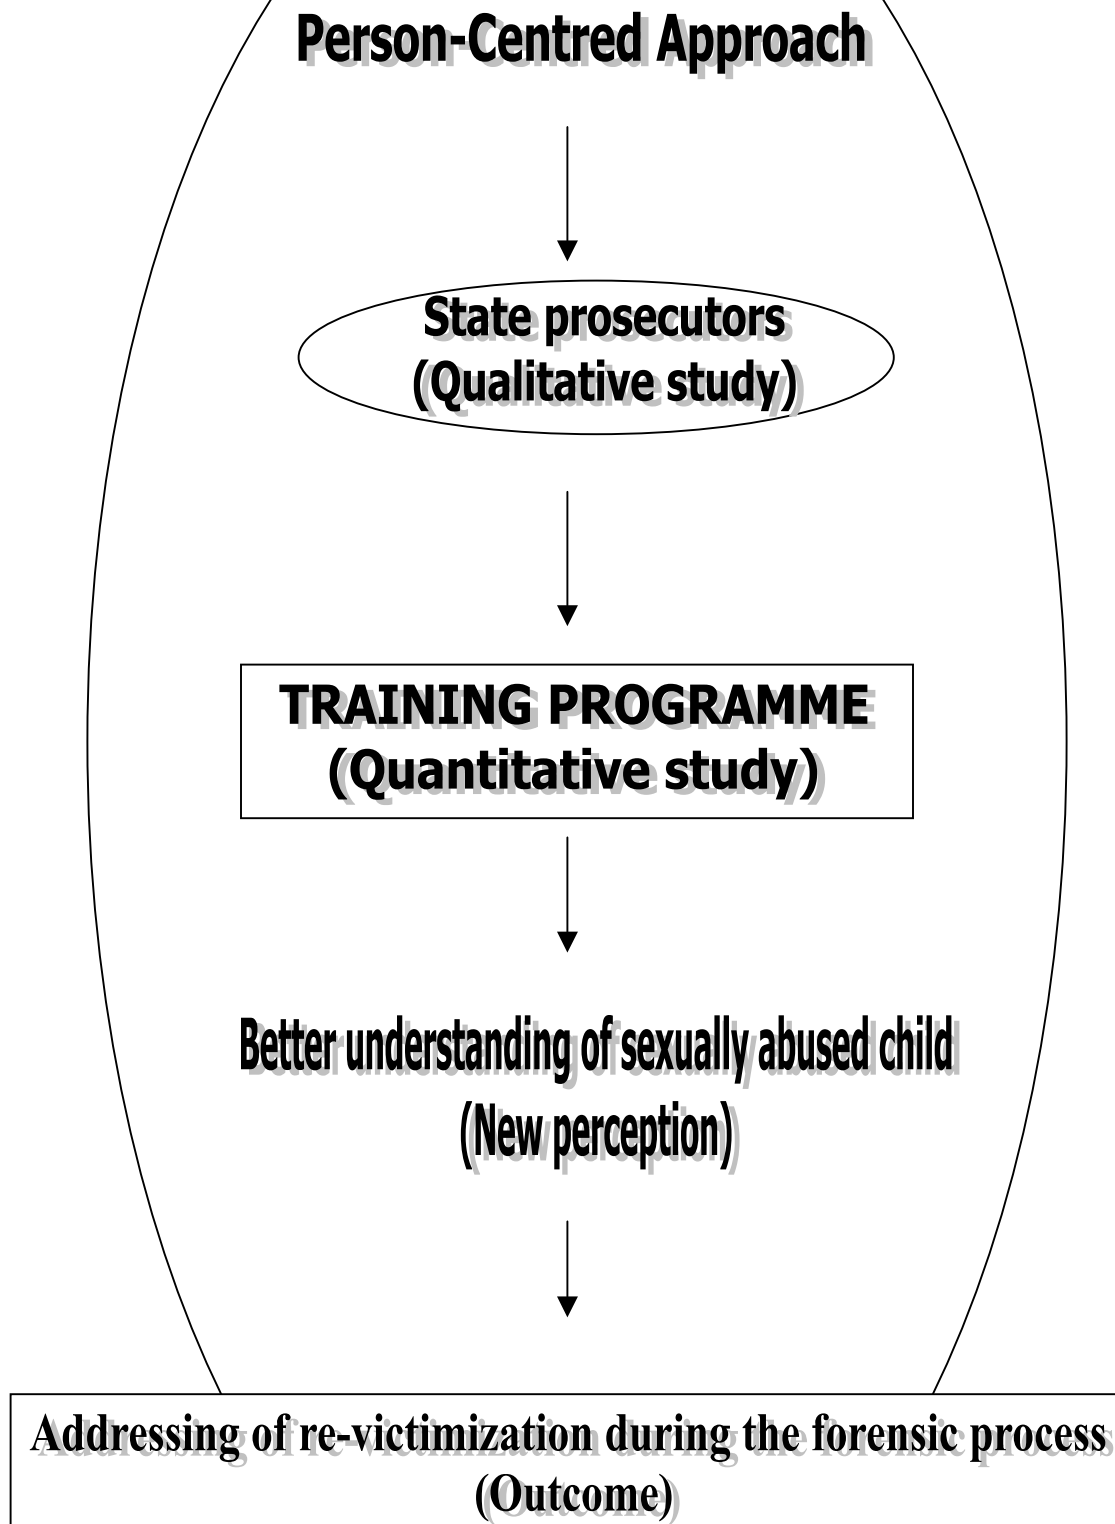 Person-Centred Approach
State prosecutors
(Qualitative study)
TRAINING PROGRAMME
(Quantitative study)
Better understanding of sexually abused child
(New perception)
Addressing of re-victimization during the forensic process
(Outcome)